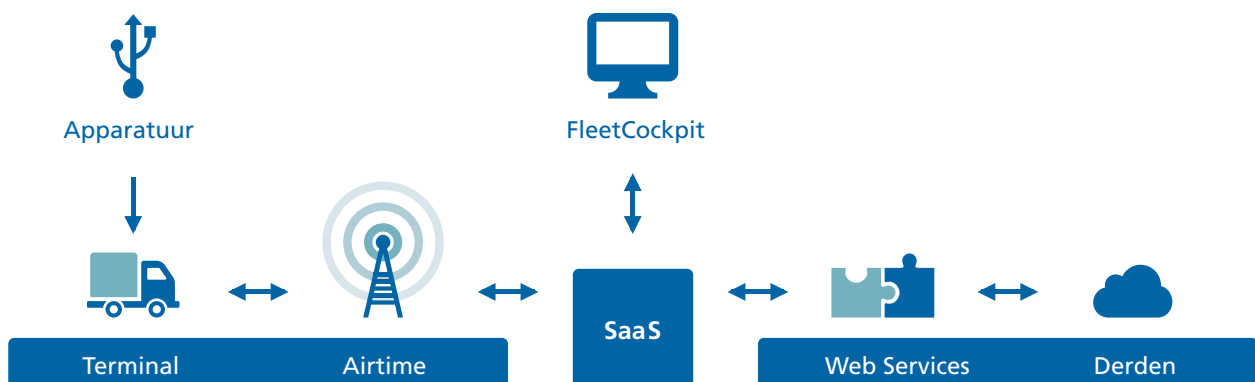 Apparatuur
FleetCockpit
SaaS
Terminal
Airtime
Web Services
Derden